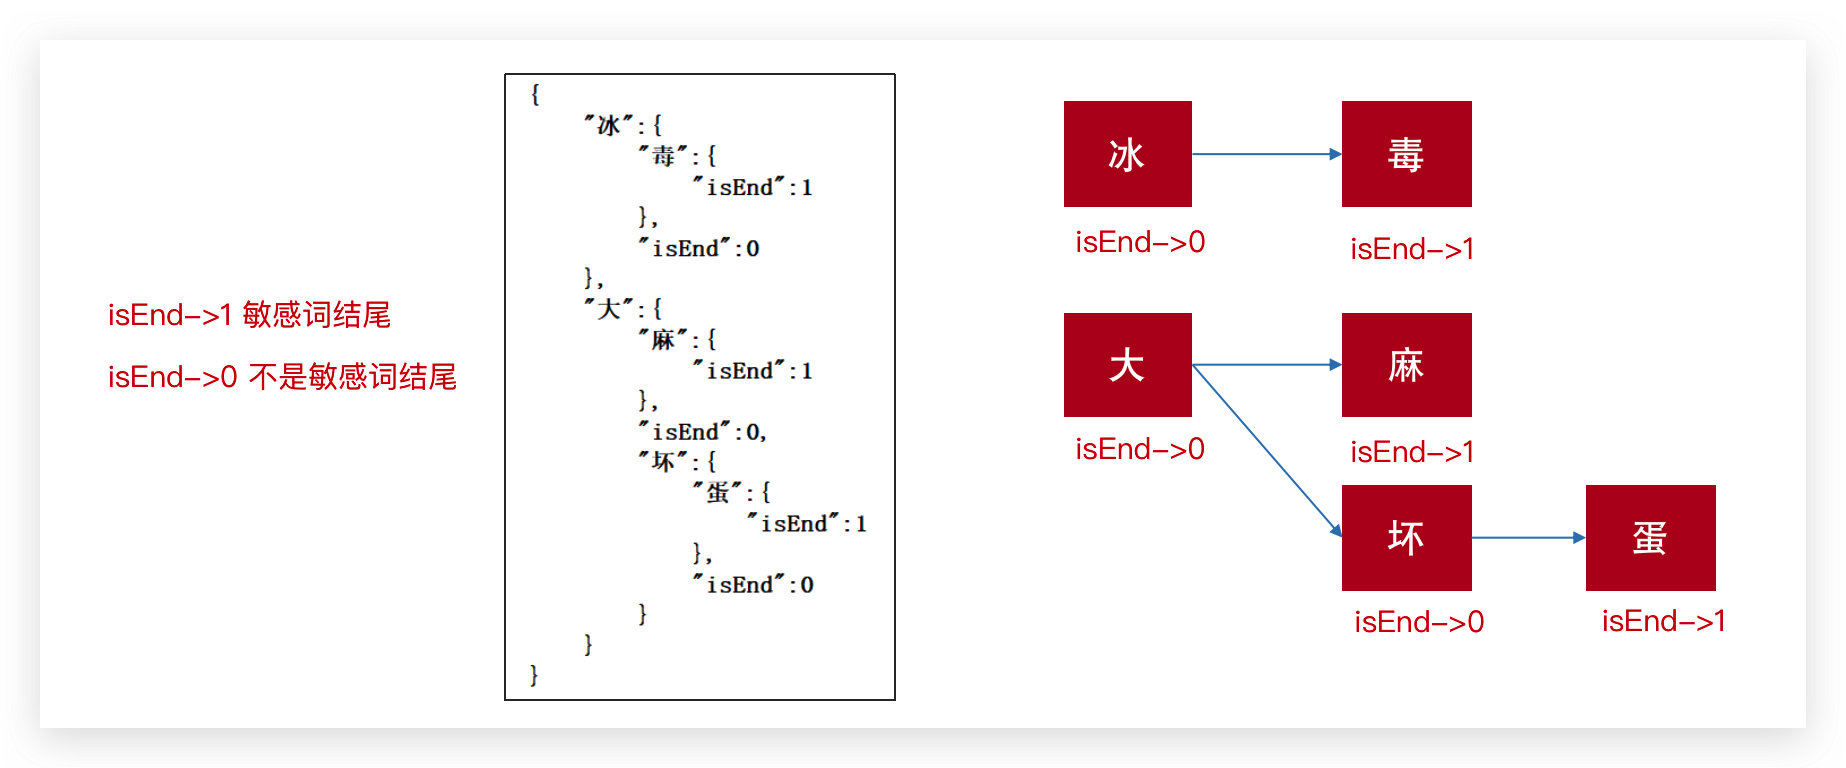 isEnd->1 敏感词结尾
isEnd->0 不是敏感词结尾
{
"冰":{
"毒":{
"isEnd":1
},
"isEnd":0
},
"大":{
"麻":{
"isEnd":1
},
"isEnd":0,
"坏":{
"蛋":{
"isEnd":1
},
"isEnd":0
}
}
}
冰 毒
isEnd->0 isEnd->1
大 麻
isEnd->0 isEnd->1
坏 蛋
isEnd->0 isEnd->1